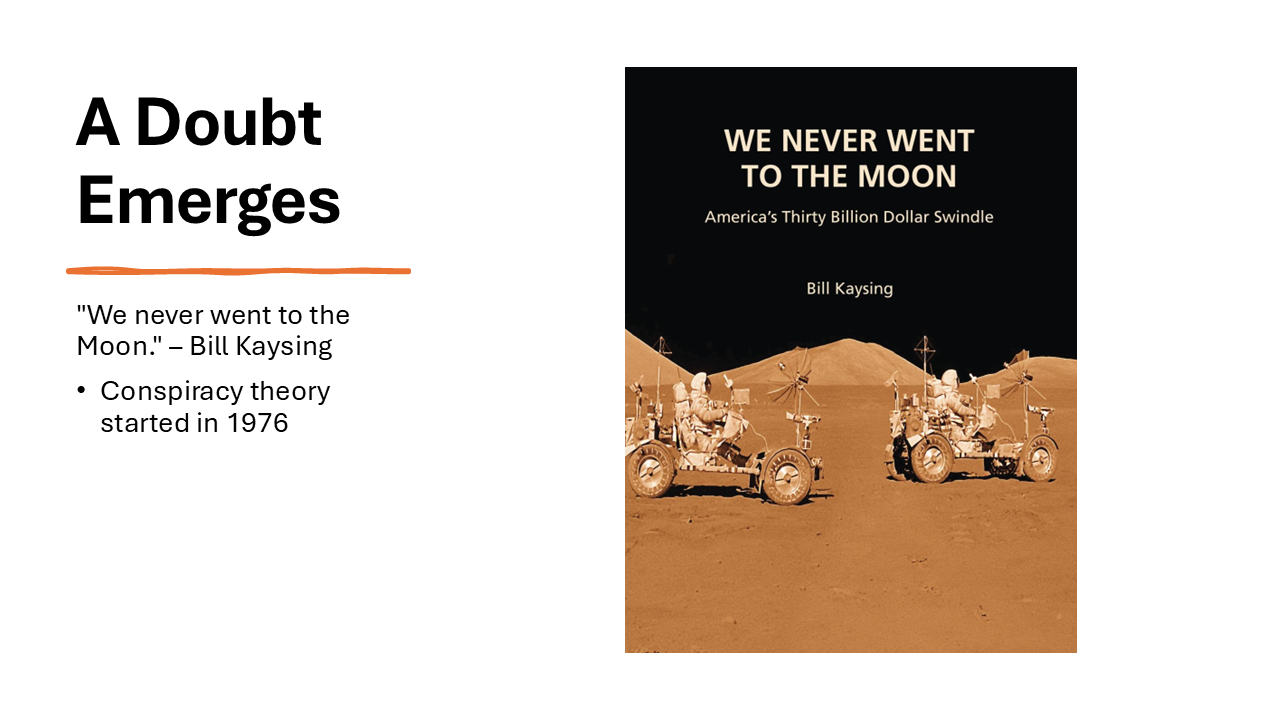 A Doubt
Emerges
"We never went to the
Moon." – Bill Kaysing
• Conspiracy theory
started in 1976
WE NEVER WENT
TO THE MOON
America’s Thirty Billion Dollar Swindle
Bill Kaysing